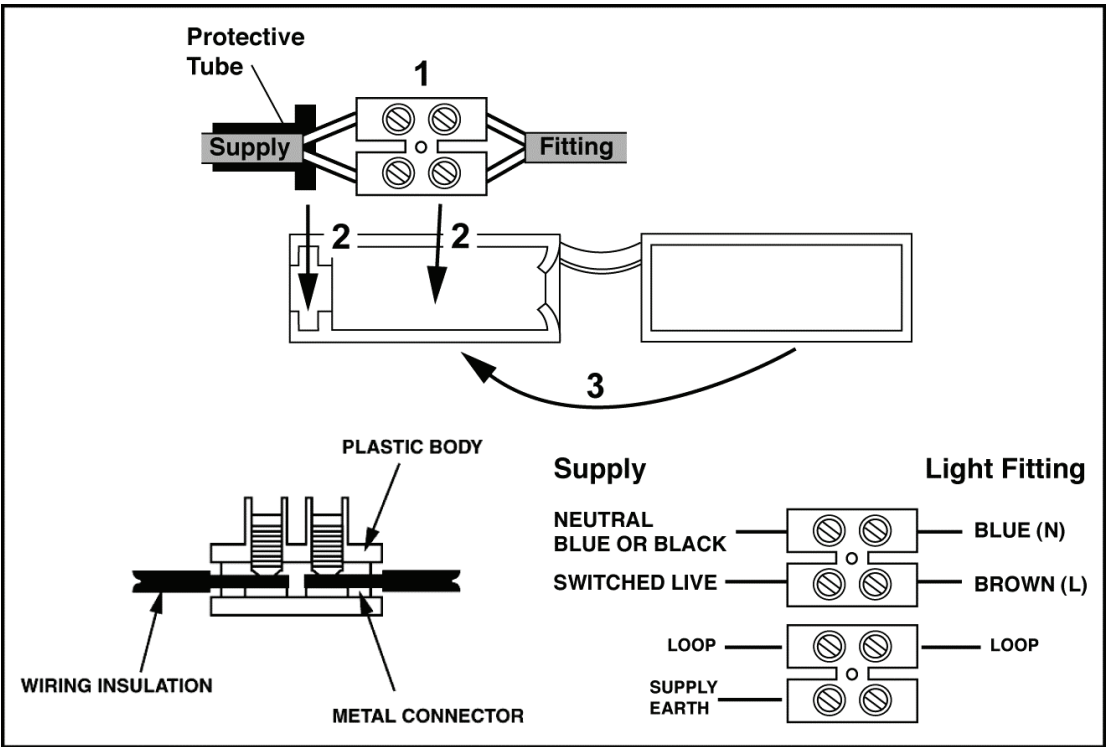 Protective
Tube
1
Supply
Fitting
2
2
3
PLASTIC BODY
WIRING INSULATION
METAL CONNECTOR
Supply
Light Fitting
NEUTRAL
BLUE OR BLACK
BLUE (N)
SWITCHED LIVE
BROWN (L)
LOOP
LOOP
SUPPLY
EARTH